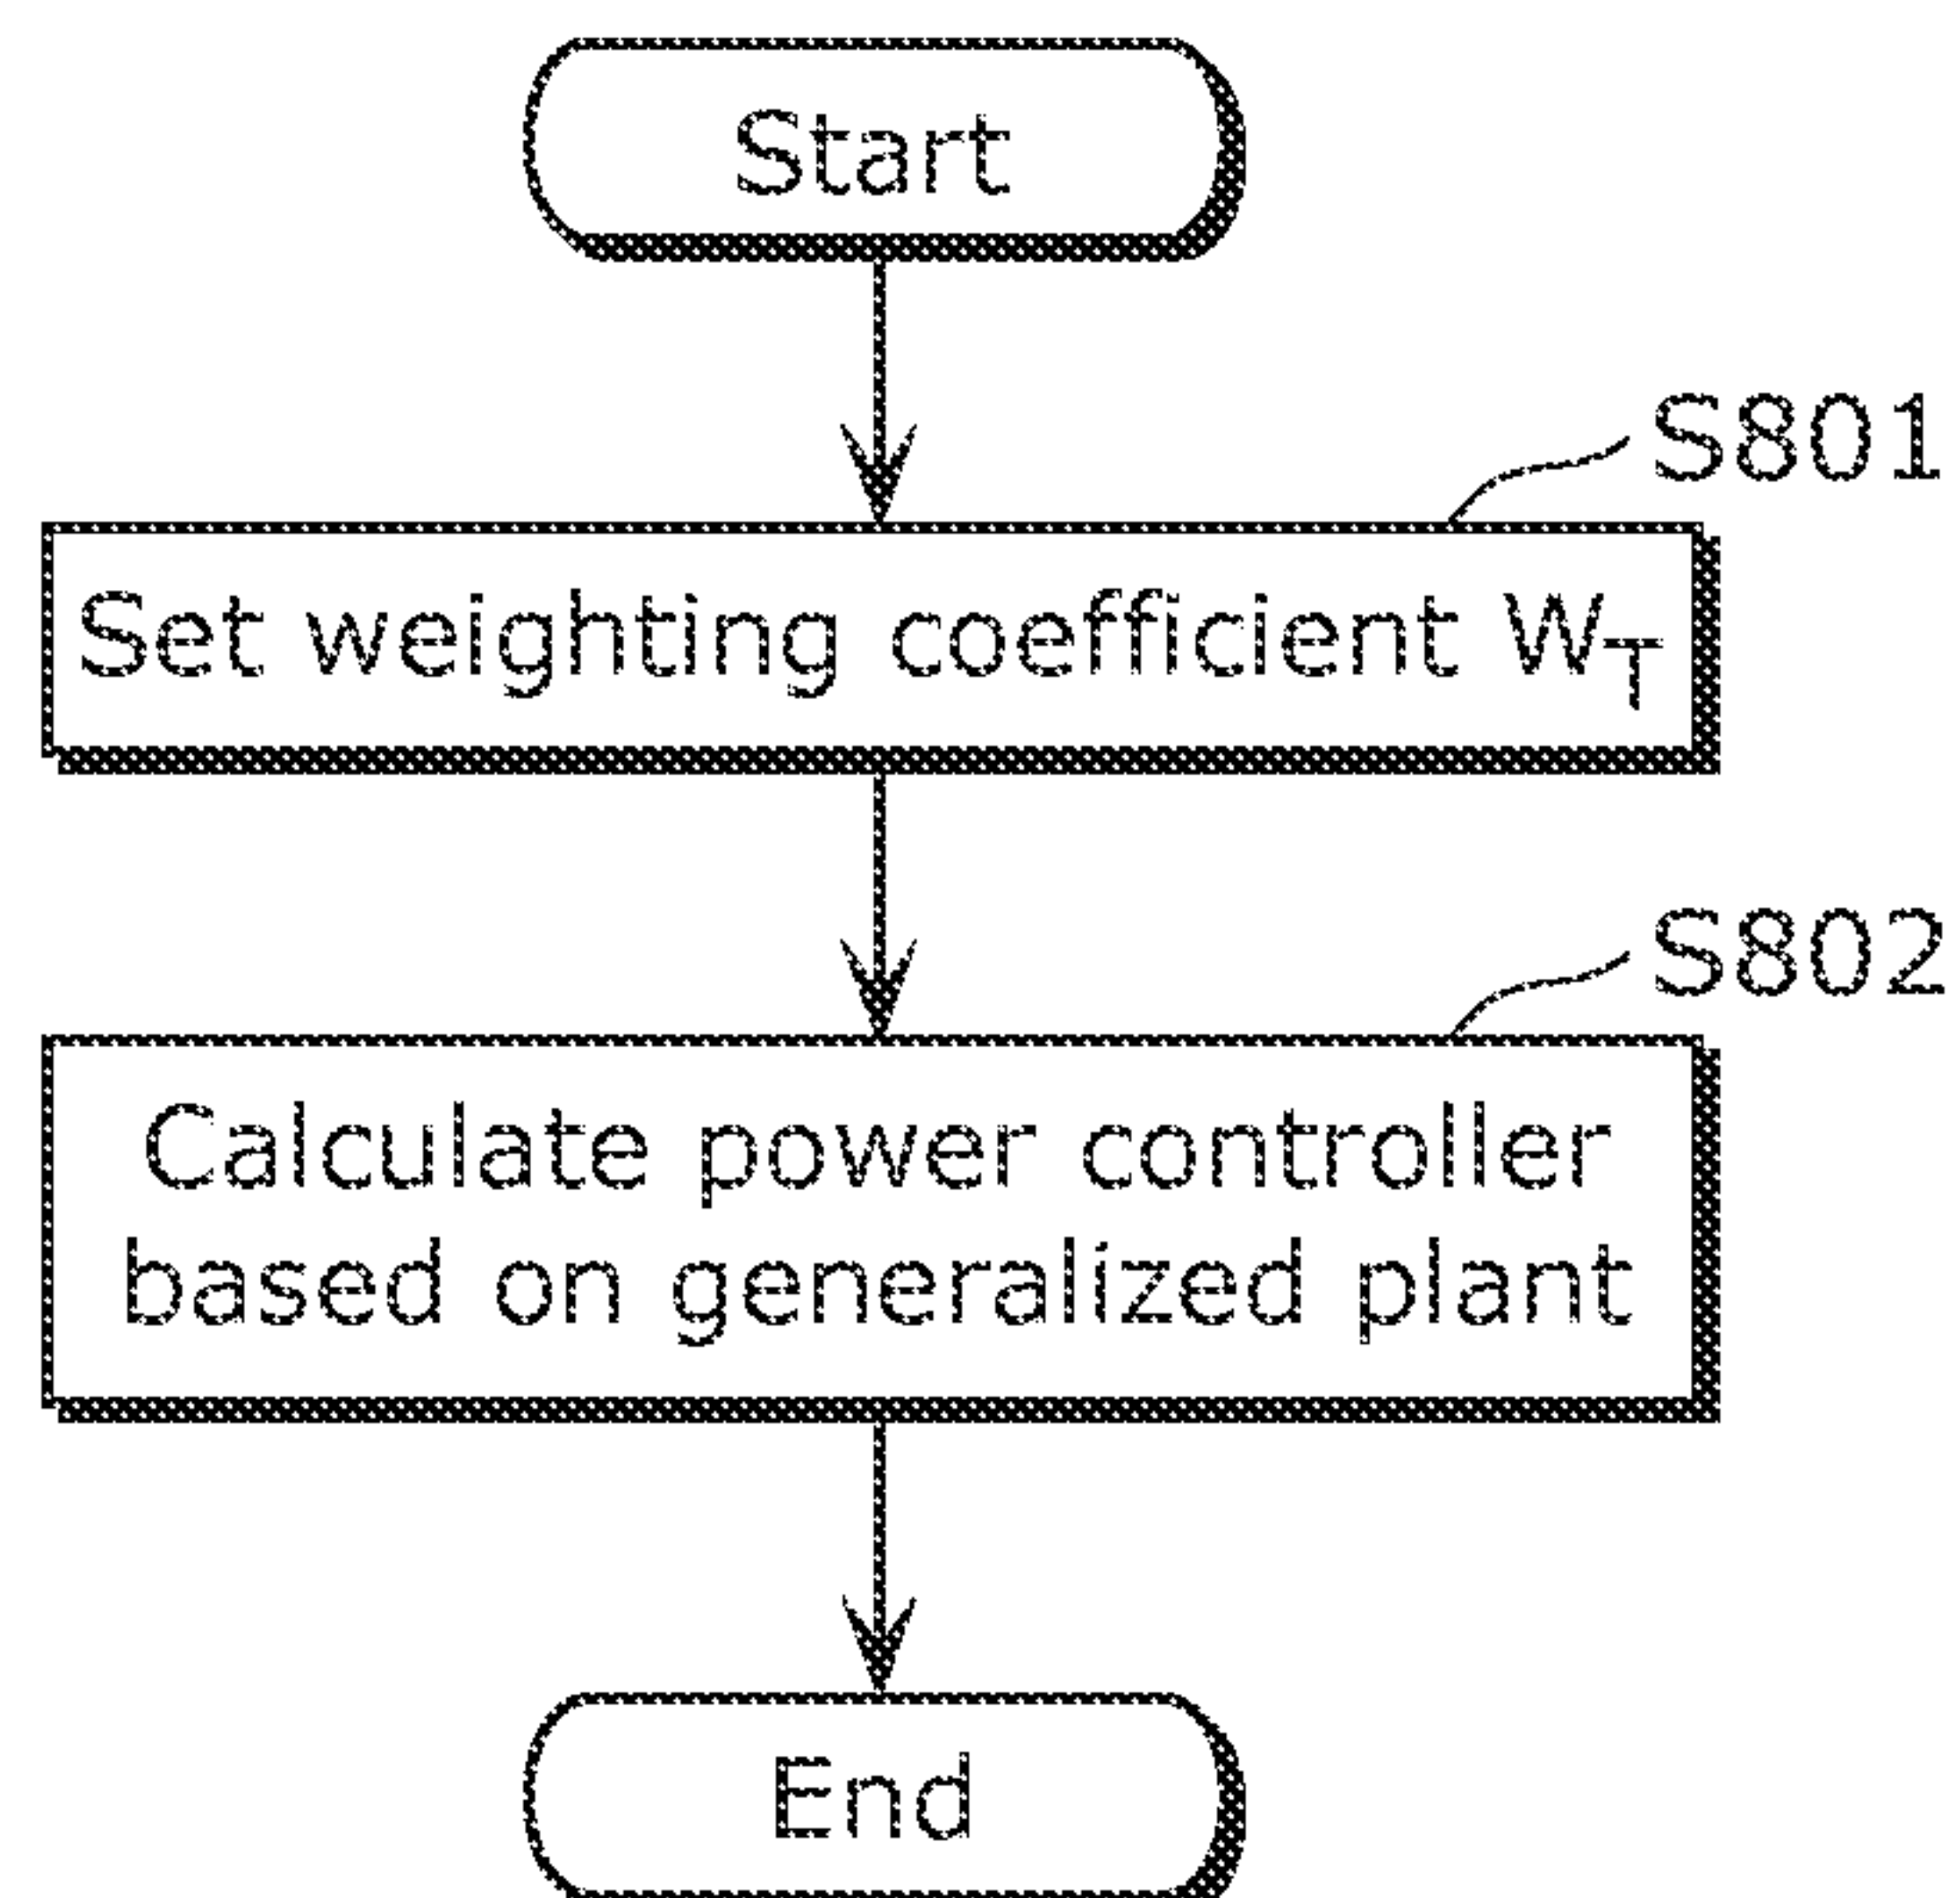 Start
S801
Set weighting coefficient W_T
S802
Calculate power controller
based on generalized plant
End